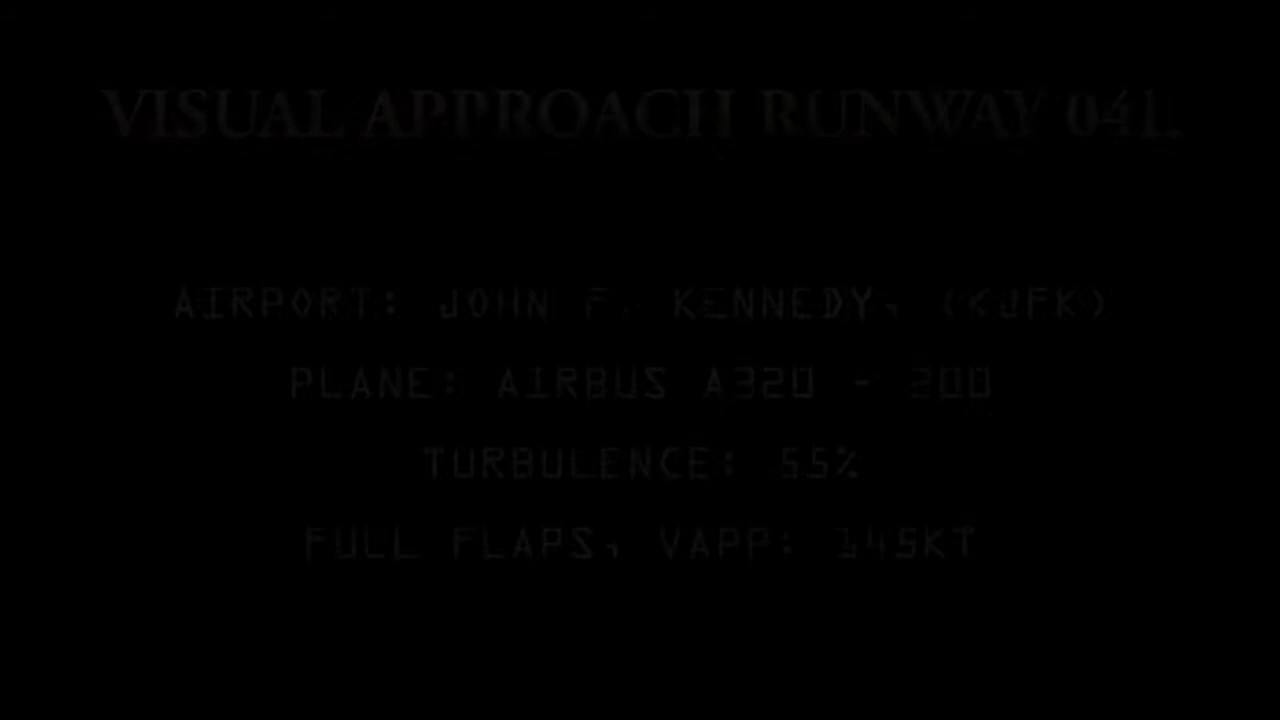 VISUAL APPROACH RUNWAY 04L
AIRPORT: JOHN F. KENNEDY, (KJFK)
PLANE: AIRBUS A320 - 200
TURBULENCE: 55%
FULL FLAPS, VAPP: 145KT